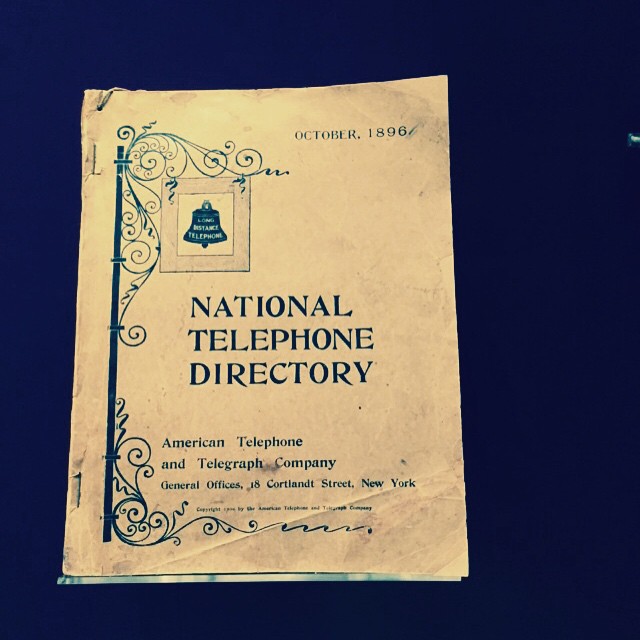 OCTOBER, 1896
LONG
DISTANCE
TELEPHONE
NATIONAL
TELEPHONE
DIRECTORY
American Telephone
and Telegraph Company
General Offices, 18 Cortlandt Street, New York
Copyright by the American Telephone and Telegraph Company